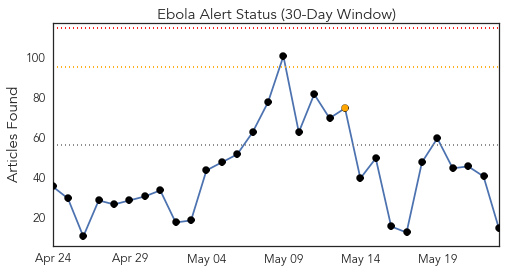 Ebola Alert Status (30-Day Window)
Articles Found
100
80
60
40
20
Apr 24 Apr 29 May 04 May 09 May 14 May 19